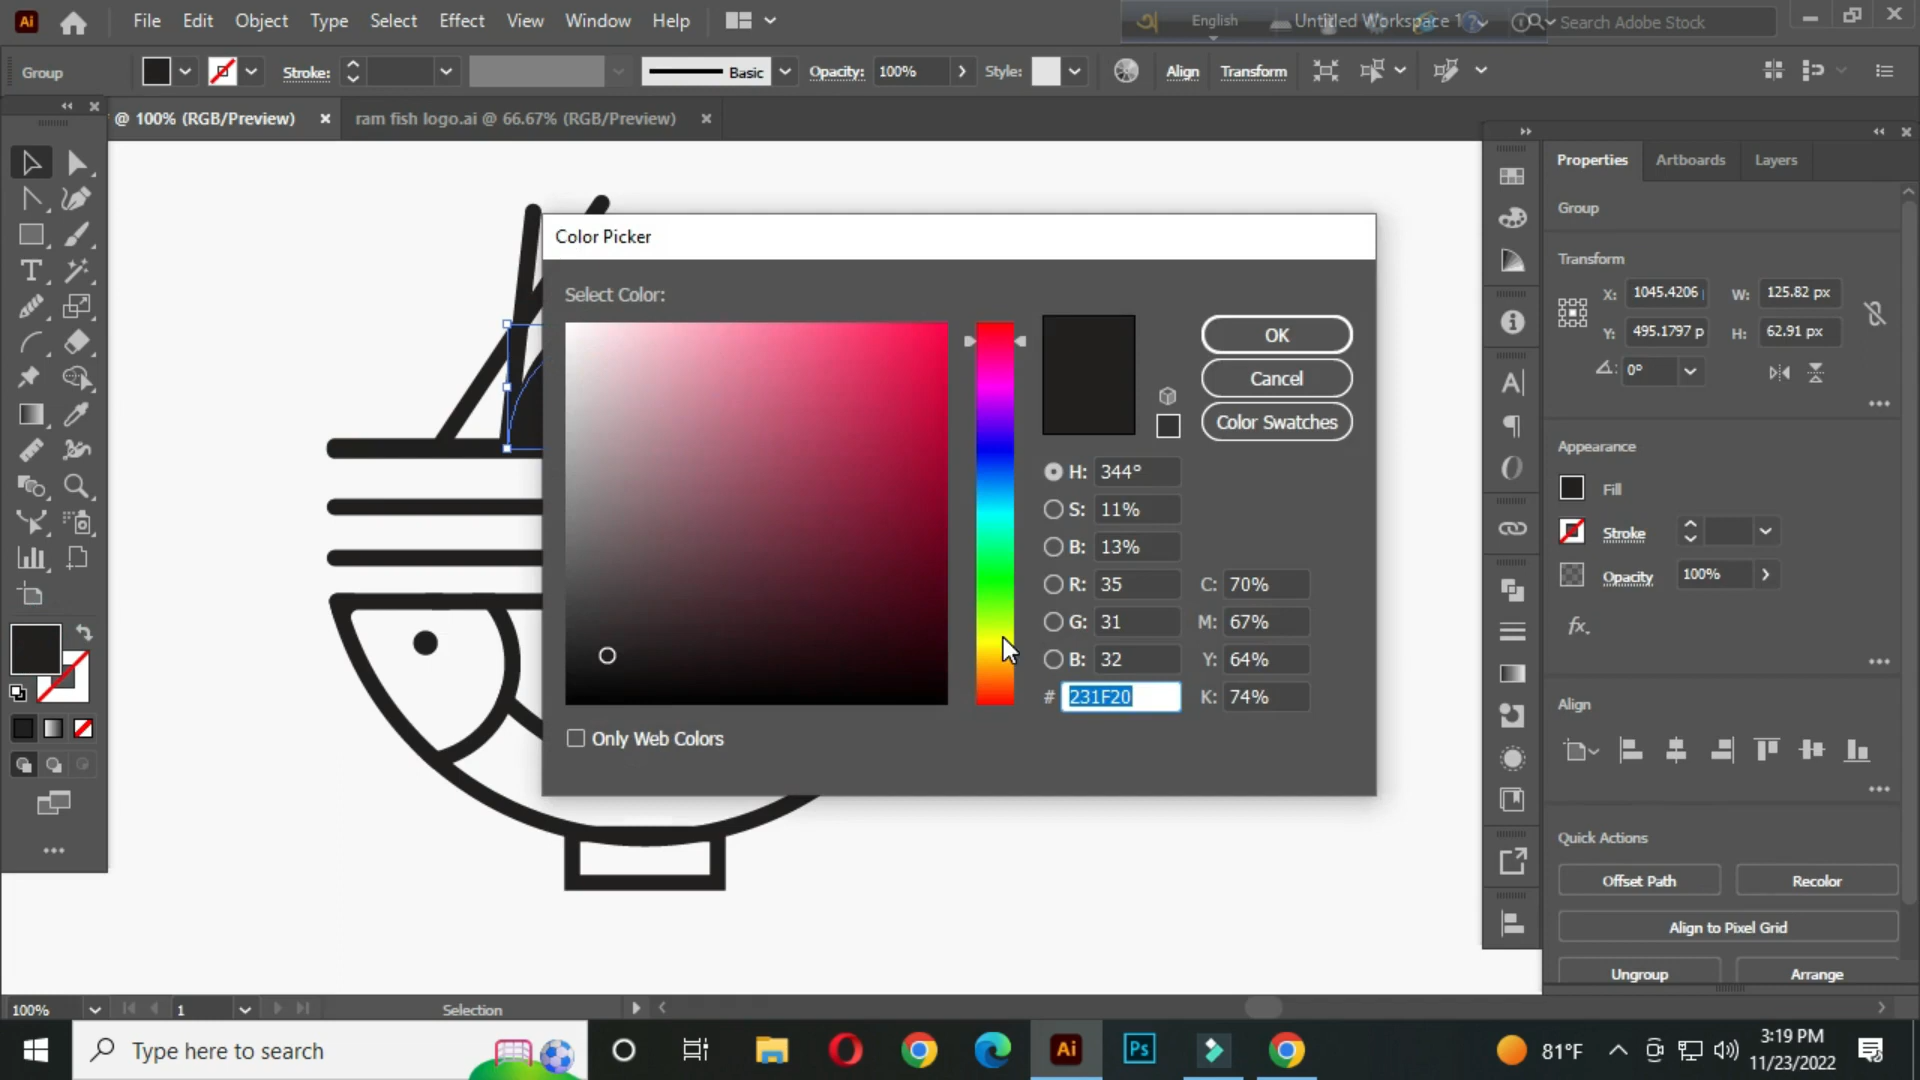 Ai File Edit Object Type Select Effect View Window Help English Untitled Workspace 1 Search Adobe Stock
Group Stroke: Basic Opacity: 100% Style: Align Transform
@ 100% (RGB/Preview) × ram fish logo.ai @ 66.67% (RGB/Preview) ×
Properties Artboards Layers
Group
Transform
X: 1045.4206 W: 125.82 px
Y: 495.1797 p H: 62.91 px
0°
Appearance
Fill
Stroke
Opacity 100%
fx.
Align
Quick Actions
Offset Path Recolor
Align to Pixel Grid
Ungroup Arrange
Color Picker
Select Color:
OK
Cancel
Color Swatches
H: 344°
S: 11%
B: 13%
R: 35 C: 70%
G: 31 M: 67%
B: 32 Y: 64%
# 231F20 K: 74%
Only Web Colors
100% 1 Selection
Type here to search Ai Ps 81°F 3:19 PM
11/23/2022